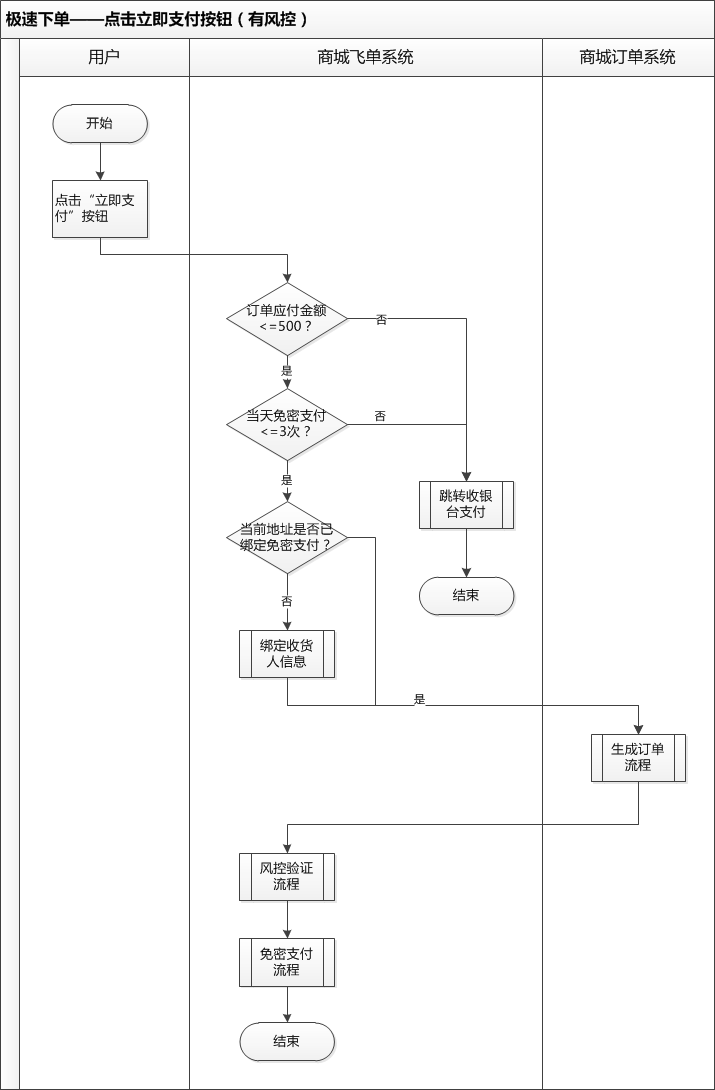 极速下单——点击立即支付按钮（有风控）
用户
商城飞单系统
商城订单系统
开始
点击“立即支
付”按钮
订单应付金额
<=500？
否
是
当天免密支付
<=3次？
否
是
跳转收银
台支付
当前地址是否已
绑定免密支付？
结束
否
绑定收货
人信息
是
生成订单
流程
风控验证
流程
免密支付
流程
结束